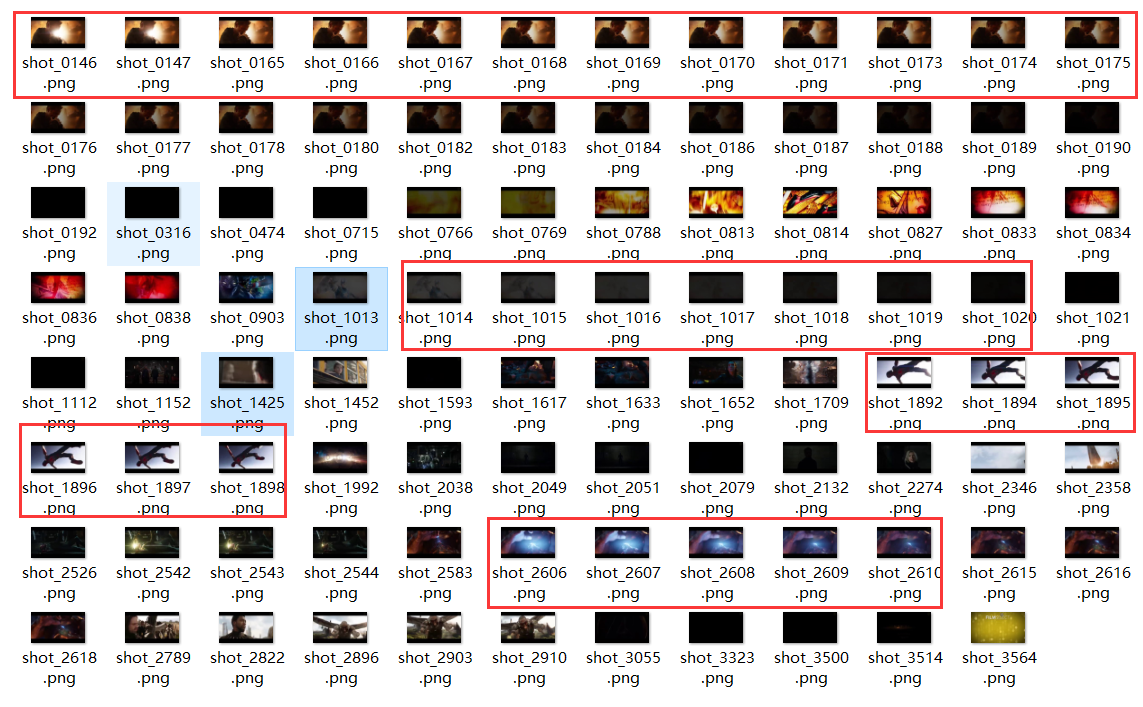 shot_0146 shot_0147 shot_0165 shot_0166 shot_0167 shot_0168 shot_0169 shot_0170 shot_0171 shot_0173 shot_0174 shot_0175
.png .png .png .png .png .png .png .png .png .png .png .png
shot_0176 shot_0177 shot_0178 shot_0180 shot_0182 shot_0183 shot_0184 shot_0186 shot_0187 shot_0188 shot_0189 shot_0190
.png .png .png .png .png .png .png .png .png .png .png .png
shot_0192 shot_0316 shot_0474 shot_0715 shot_0766 shot_0769 shot_0788 shot_0813 shot_0814 shot_0827 shot_0833 shot_0834
.png .png .png .png .png .png .png .png .png .png .png .png
shot_0836 shot_0838 shot_0903 shot_1013 shot_1014 shot_1015 shot_1016 shot_1017 shot_1018 shot_1019 shot_1020 shot_1021
.png .png .png .png .png .png .png .png .png .png .png .png
shot_1112 shot_1152 shot_1425 shot_1452 shot_1593 shot_1617 shot_1633 shot_1652 shot_1709 shot_1892 shot_1894 shot_1895
.png .png .png .png .png .png .png .png .png .png .png .png
shot_1896 shot_1897 shot_1898 shot_1992 shot_2038 shot_2049 shot_2051 shot_2079 shot_2132 shot_2274 shot_2346 shot_2358
.png .png .png .png .png .png .png .png .png .png .png .png
shot_2526 shot_2542 shot_2543 shot_2544 shot_2583 shot_2606 shot_2607 shot_2608 shot_2609 shot_2610 shot_2615 shot_2616
.png .png .png .png .png .png .png .png .png .png .png .png
shot_2618 shot_2789 shot_2822 shot_2896 shot_2903 shot_2910 shot_3055 shot_3323 shot_3500 shot_3514 shot_3564
.png .png .png .png .png .png .png .png .png .png .png